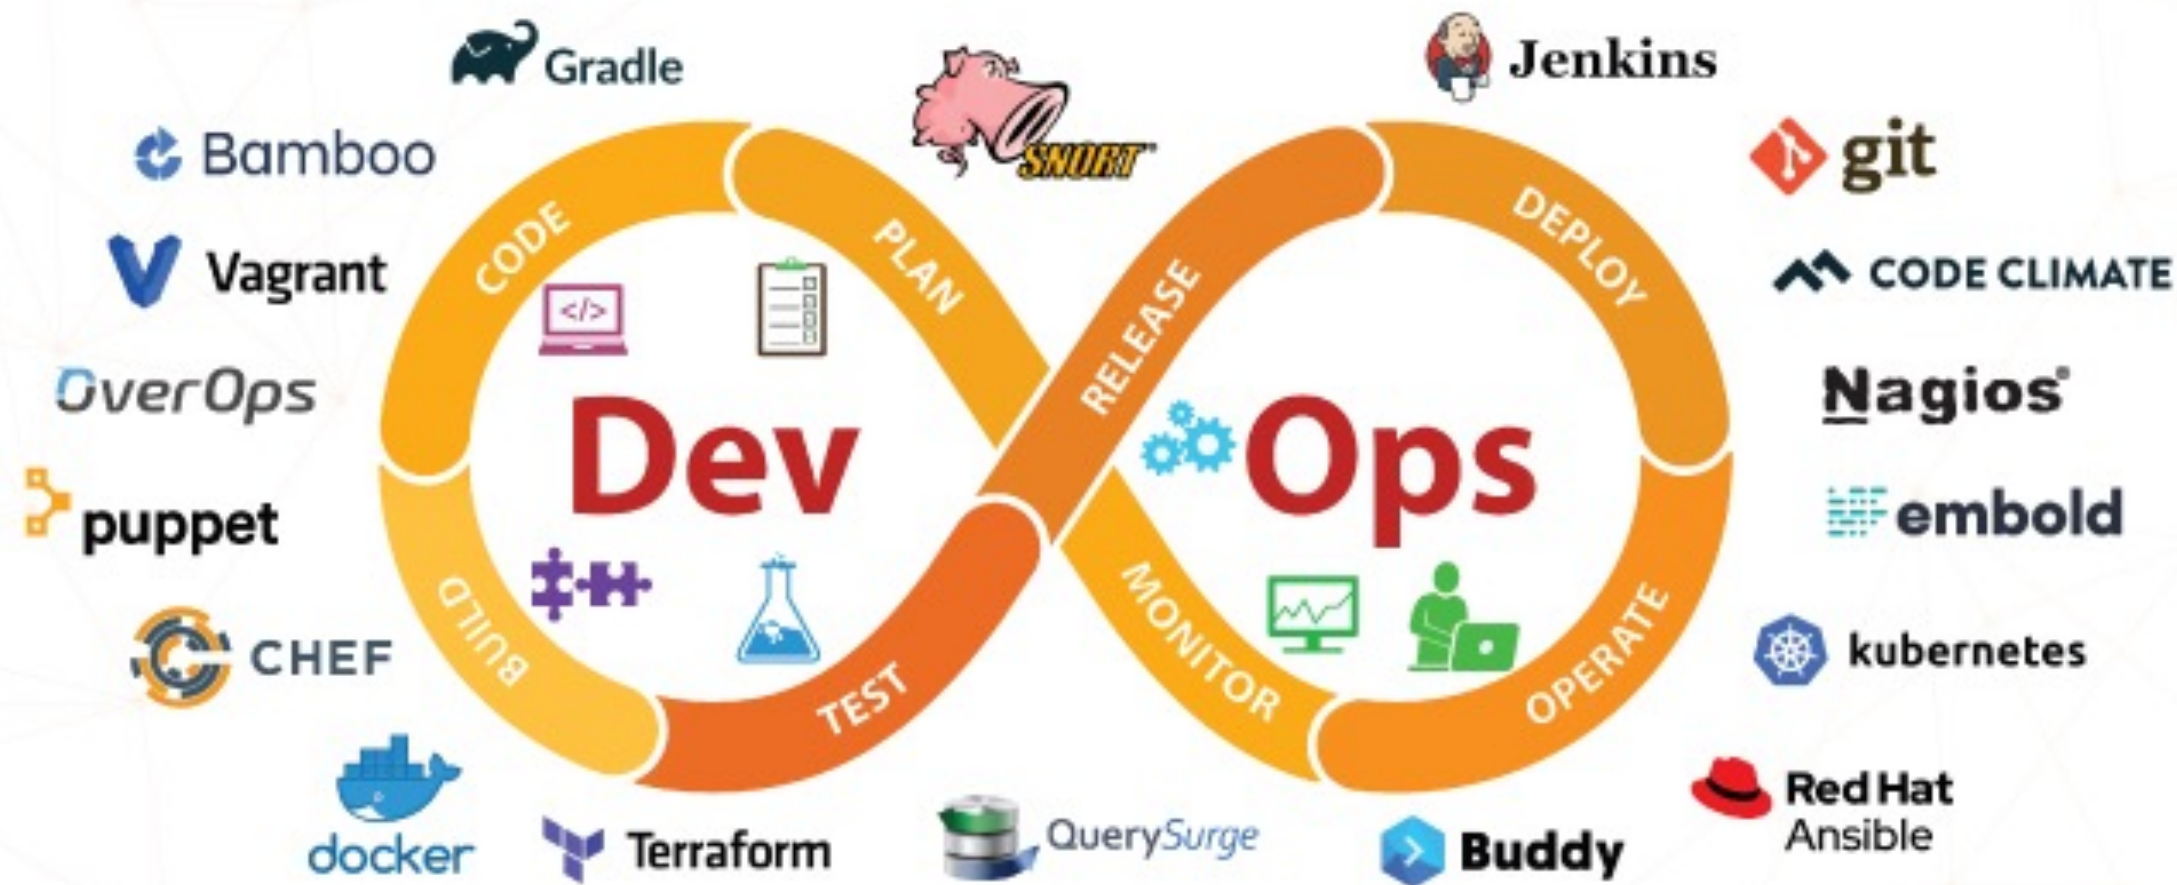 Gradle
SNORT
Jenkins
Bamboo
git
CODE
PLAN
RELEASE
DEPLOY
Vagrant
</>
CODE CLIMATE
OverOps
Dev
Ops
Nagios®
puppet
embold
BUILD
TEST
MONITOR
OPERATE
CHEF
kubernetes
docker
Terraform
QuerySurge
Buddy
Red Hat
Ansible